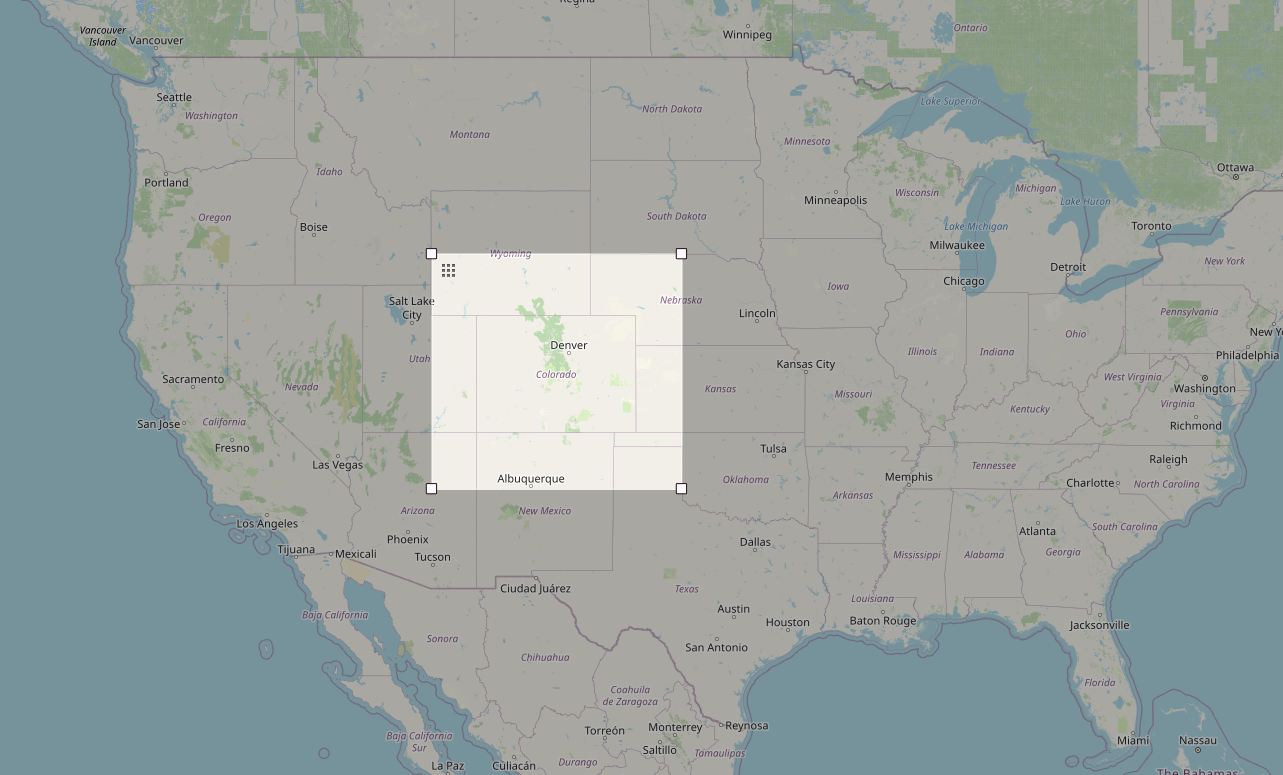 Regina
Vancouver
Island
Vancouver
Winnipeg
Ontario
Seattle
Washington
Lake Superior
North Dakota
Montana
Minnesota
Ottawa
Idaho
Portland
Michigan
Wisconsin
Minneapolis
Lake Huron
Oregon
South Dakota
Boise
Lake Michigan
Toronto
Milwaukee
Wyoming
New York
Detroit
Chicago
Iowa
Salt Lake
City
Nebraska
Lincoln
Pennsylvania
Ohio
New Y
Denver
Illinois
Indiana
Philadelphia
Utah
Kansas City
Colorado
Sacramento
Nevada
Kansas
Missouri
West Virginia
Washington
Virginia
Kentucky
San Jose
California
Richmond
Fresno
Tulsa
Raleigh
Las Vegas
Tennessee
Albuquerque
Oklahoma
Memphis
Charlotte
North Carolina
Arkansas
Arizona
New Mexico
Los Angeles
South Carolina
Atlanta
Phoenix
Dallas
Tijuana
Mexicali
Tucson
Mississippi
Alabama
Georgia
Ciudad Juárez
Texas
Louisiana
Austin
Baja California
Houston
Baton Rouge
Jacksonville
Sonora
San Antonio
Chihuahua
Florida
Coahuila
de Zaragoza
Reynosa
Monterrey
Torreón
Baja California
Sur
Miami
Nassau
Saltillo
Tamaulipas
Durango
La Paz
Culiacán
The Bahamas